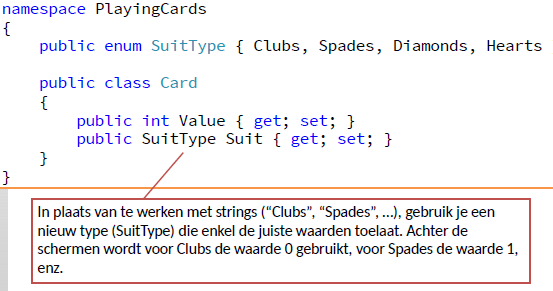 namespace PlayingCards
{
public enum SuitType { Clubs, Spades, Diamonds, Hearts
public class Card
{
public int Value { get; set; }
public SuitType Suit { get; set; }
}
}
In plaats van te werken met strings (“Clubs”, “Spades”, …), gebruik je een
nieuw type (SuitType) die enkel de juiste waarden toelaat. Achter de
schermen wordt voor Clubs de waarde 0 gebruikt, voor Spades de waarde 1,
enz.